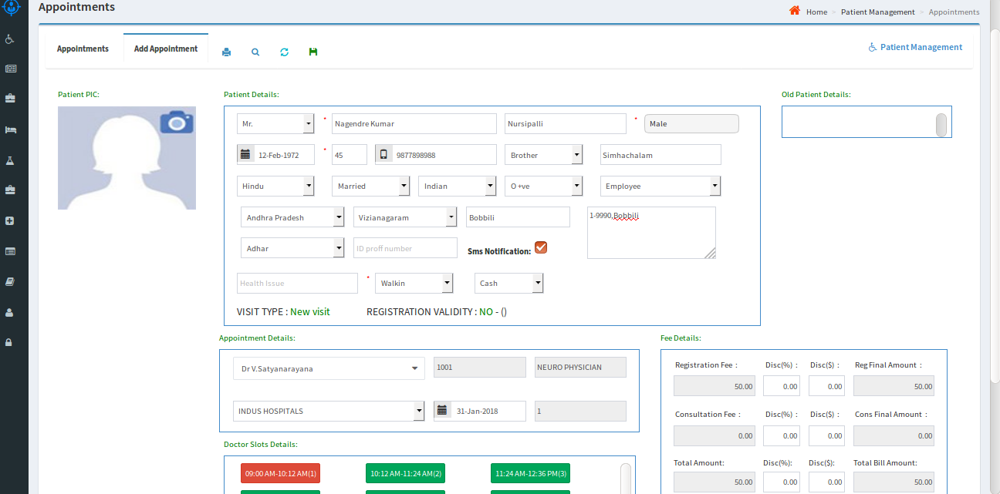 Appointments
Home > Patient Management > Appointments
Appointments Add Appointment
Patient Management
Patient PIC:
Patient Details:
Old Patient Details:
Mr. * Nagendre Kumar Nursipalli * Male
12-Feb-1972 * 45 9877898988 Brother Simhachalam
Hindu Married Indian O +ve Employee
Andhra Pradesh Vizianagaram Bobbili 1-9990,Bobbili
Adhar ID proff number Sms Notification:
Health Issue * Walkin Cash
VISIT TYPE : New visit REGISTRATION VALIDITY : NO - ()
Appointment Details:
Fee Details:
Dr V.Satyanarayana 1001 NEURO PHYSICIAN
INDUS HOSPITALS 31-Jan-2018 1
Registration Fee : Disc(%) : Disc($) : Reg Final Amount :
50.00 0.00 0.00 50.00
Consultation Fee : Disc(%) : Disc($) : Cons Final Amount :
0.00 0.00 0.00 0.00
Total Amount: Disc(%): Disc($): Total Bill Amount:
50.00 0.00 0.00 50.00
Doctor Slots Details:
09:00 AM-10:12 AM(1) 10:12 AM-11:24 AM(2) 11:24 AM-12:36 PM(3)